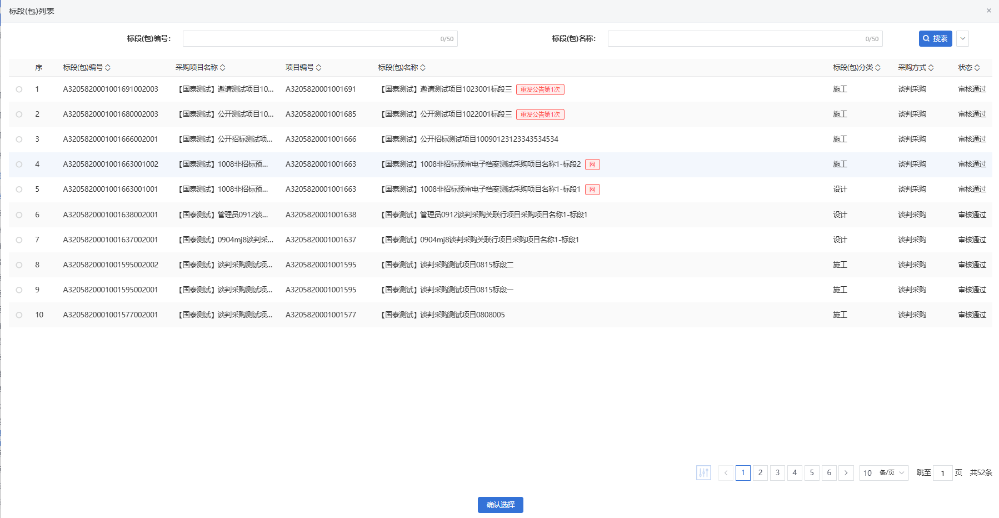 标段(包)列表
标段(包)编号： 0/50 标段(包)名称： 0/50 搜索
序 标段(包)编号 采购项目名称 项目编号 标段(包)名称 标段(包)分类 采购方式 状态
1 A3205820001001691002003 【国泰测试】邀请测试项目10... A3205820001001691 【国泰测试】邀请测试项目1023001标段三 重发公告第1次 施工 谈判采购 审核通过
2 A3205820001001680002003 【国泰测试】公开测试项目10... A3205820001001685 【国泰测试】公开测试项目1022001标段三 重发公告第1次 施工 谈判采购 审核通过
3 A3205820001001666002001 【国泰测试】公开招标测试项... A3205820001001666 【国泰测试】公开招标测试项目10090123123343534534 施工 谈判采购 审核通过
4 A3205820001001663001002 【国泰测试】1008非招标预... A3205820001001663 【国泰测试】1008非招标预审电子档案测试采购项目名称1-标段2 网 施工 谈判采购 审核通过
5 A3205820001001663001001 【国泰测试】1008非招标预... A3205820001001663 【国泰测试】1008非招标预审电子档案测试采购项目名称1-标段1 网 设计 谈判采购 审核通过
6 A3205820001001638002001 【国泰测试】管理员0912谈... A3205820001001638 【国泰测试】管理员0912谈判采购关联行项目采购项目名称1-标段1 设计 谈判采购 审核通过
7 A3205820001001637002001 【国泰测试】0904mj8谈判采... A3205820001001637 【国泰测试】0904mj8谈判采购关联行项目采购项目名称1-标段1 设计 谈判采购 审核通过
8 A3205820001001595002002 【国泰测试】谈判采购测试项... A3205820001001595 【国泰测试】谈判采购测试项目0815标段二 施工 谈判采购 审核通过
9 A3205820001001595002001 【国泰测试】谈判采购测试项... A3205820001001595 【国泰测试】谈判采购测试项目0815标段一 施工 谈判采购 审核通过
10 A3205820001001577002001 【国泰测试】谈判采购测试项... A3205820001001577 【国泰测试】谈判采购测试项目0808005 施工 谈判采购 审核通过
1 2 3 4 5 6 10 条/页 跳至 1 页 共52条
确认选择